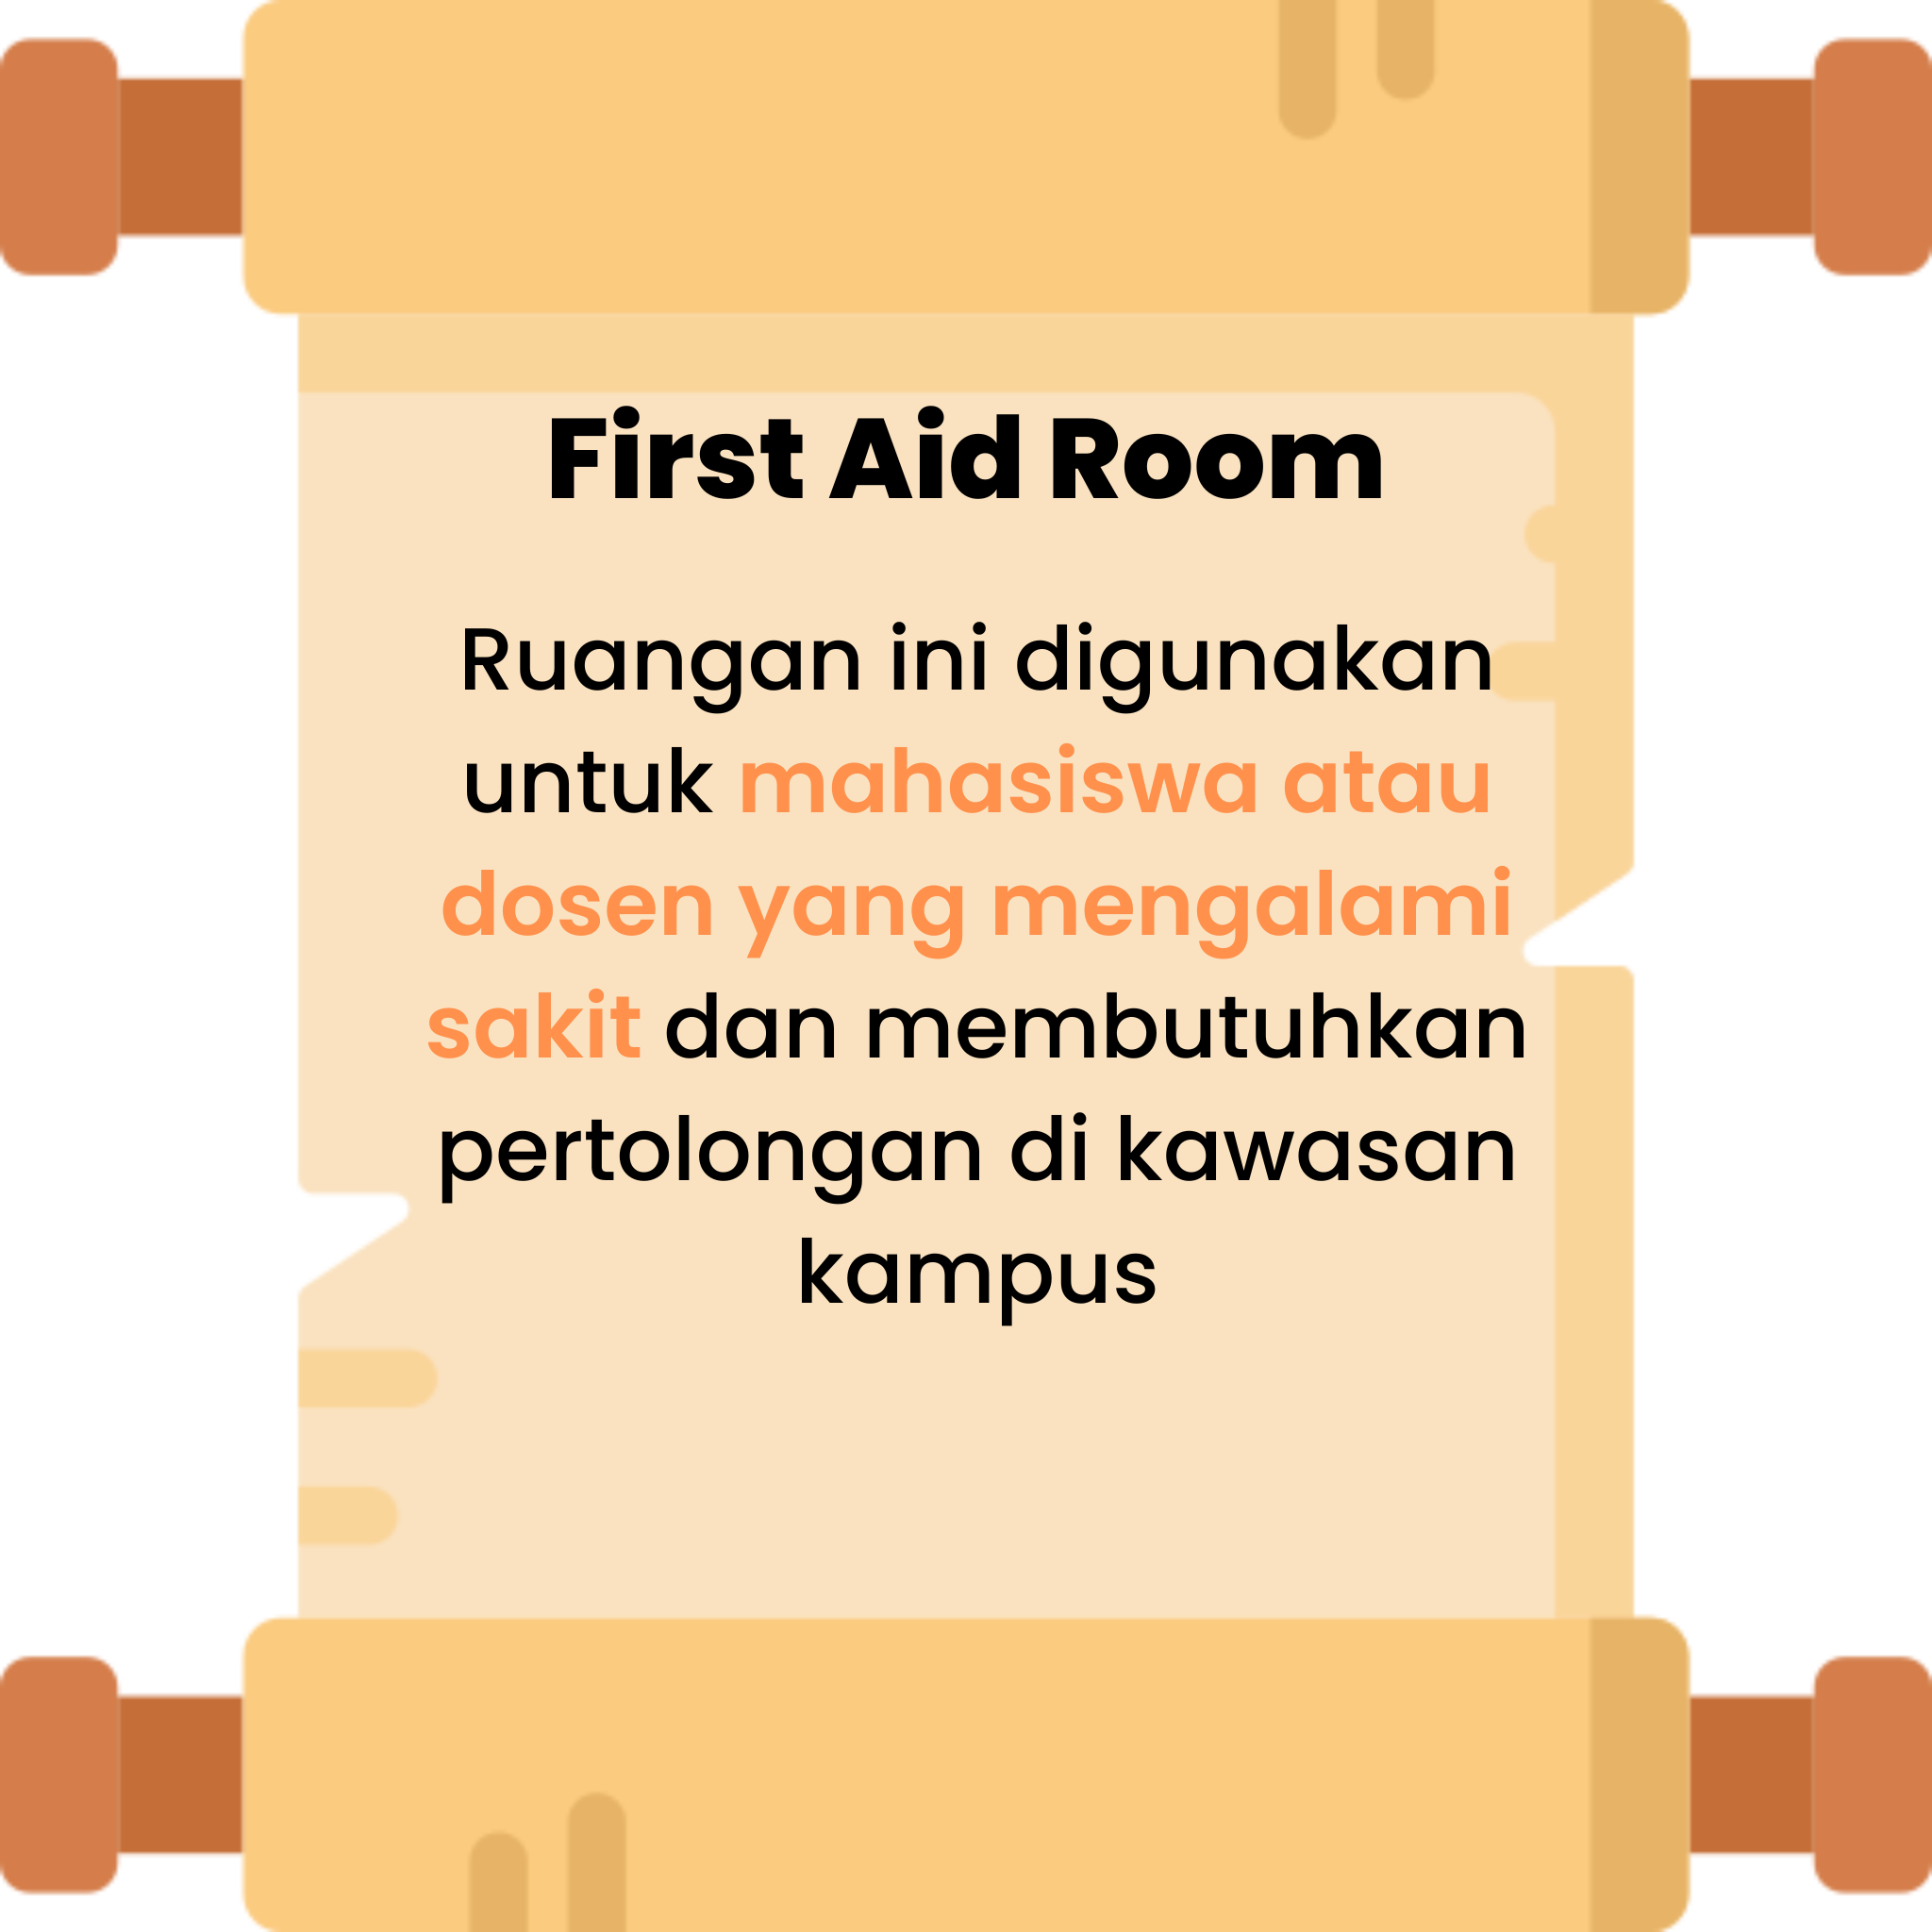 First Aid Room
Ruangan ini digunakan
untuk mahasiswa atau
dosen yang mengalami
sakit dan membutuhkan
pertolongan di kawasan
kampus